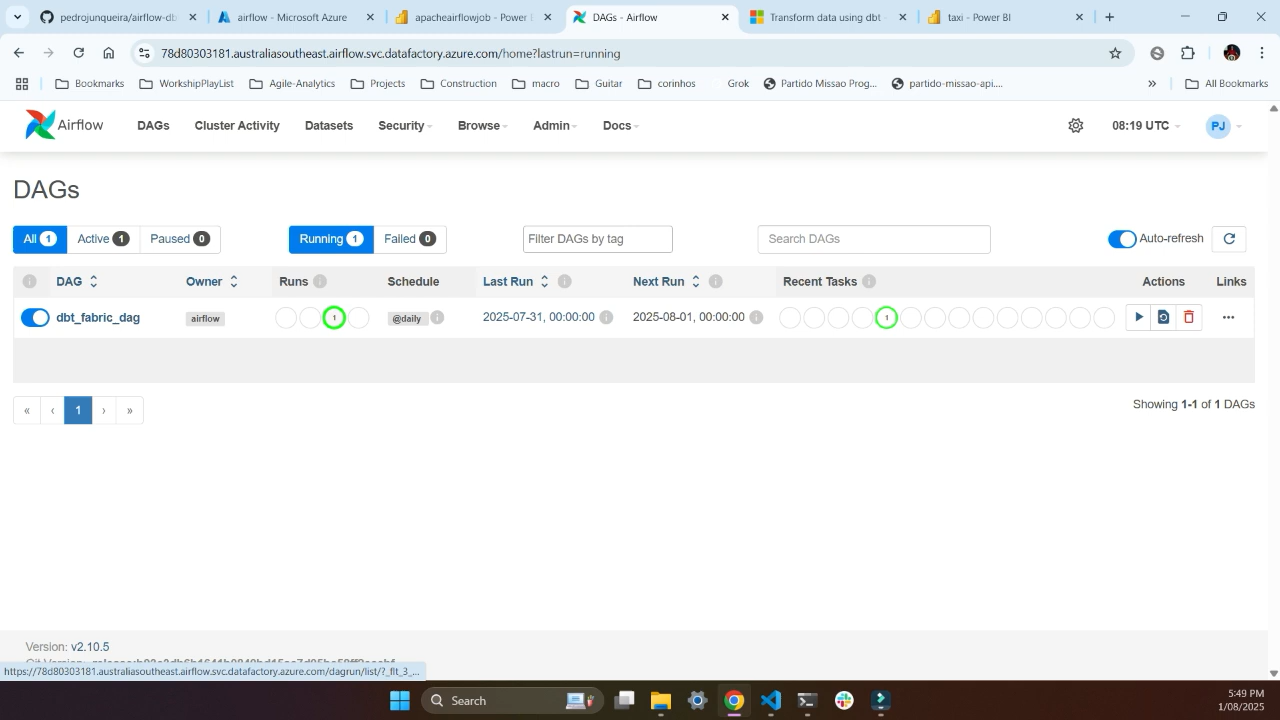 pedrojunqueira/airflow-db
airflow - Microsoft Azure
apacheairflowjob - Power
DAGs - Airflow
Transform data using dbt
taxi - Power BI
78d80303181.australiasoutheast.airflow.svc.datafactory.azure.com/home?lastrun=running
Bookmarks
WorkshipPlayList
Agile-Analytics
Projects
Construction
macro
Guitar
corinhos
Grok
Partido Missao Prog...
partido-missao-api....
»
All Bookmarks
Airflow
DAGs
Cluster Activity
Datasets
Security
Browse
Admin
Docs
08:19 UTC
PJ
DAGs
All 1
Active 1
Paused 0
Running 1
Failed 0
Filter DAGs by tag
Search DAGs
Auto-refresh
DAG
Owner
Runs
Schedule
Last Run
Next Run
Recent Tasks
Actions
Links
dbt_fabric_dag
airflow
1
@daily
2025-07-31, 00:00:00
2025-08-01, 00:00:00
1
«
‹
1
›
»
Showing 1-1 of 1 DAGs
Version: v2.10.5
https://78d80303181.australiasoutheast.airflow.svc.datafactory.azure.com/dagrun/list/?_flt_3_...
Search
5:49 PM
1/08/2025